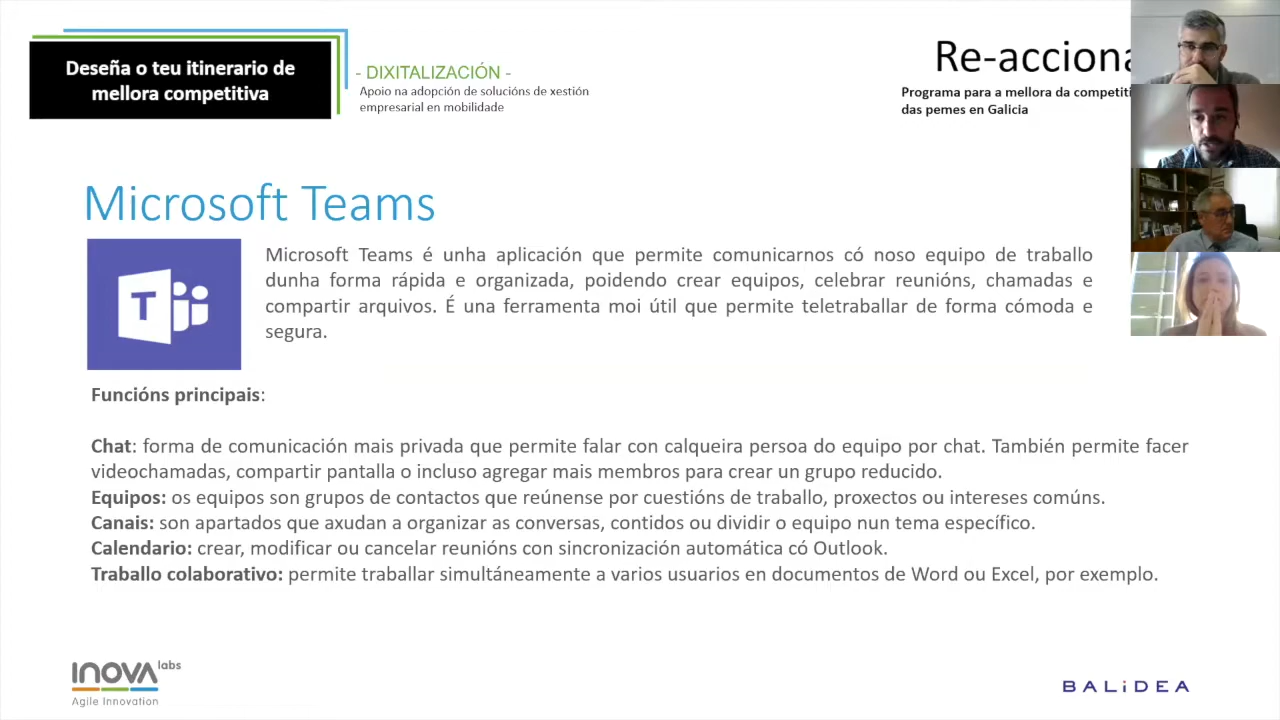 Deseña o teu itinerario de
mellora competitiva
- DIXITALIZACIÓN -
Apoio na adopción de solucións de xestión
empresarial en mobilidade
Re-acciona
Programa para a mellora da competiti
das pemes en Galicia
Microsoft Teams
T
Microsoft Teams é unha aplicación que permite comunicarnos có noso equipo de traballo
dunha forma rápida e organizada, poidendo crear equipos, celebrar reunións, chamadas e
compartir arquivos. É una ferramenta moi útil que permite teletraballar de forma cómoda e
segura.
Funcións principais:
Chat: forma de comunicación mais privada que permite falar con calqueira persoa do equipo por chat. También permite facer
videochamadas, compartir pantalla o incluso agregar mais membros para crear un grupo reducido.
Equipos: os equipos son grupos de contactos que reúnense por cuestións de traballo, proxectos ou intereses comúns.
Canais: son apartados que axudan a organizar as conversas, contidos ou dividir o equipo nun tema específico.
Calendario: crear, modificar ou cancelar reunións con sincronización automática có Outlook.
Traballo colaborativo: permite traballar simultáneamente a varios usuarios en documentos de Word ou Excel, por exemplo.
INOVA labs
Agile Innovation
BALiDEA